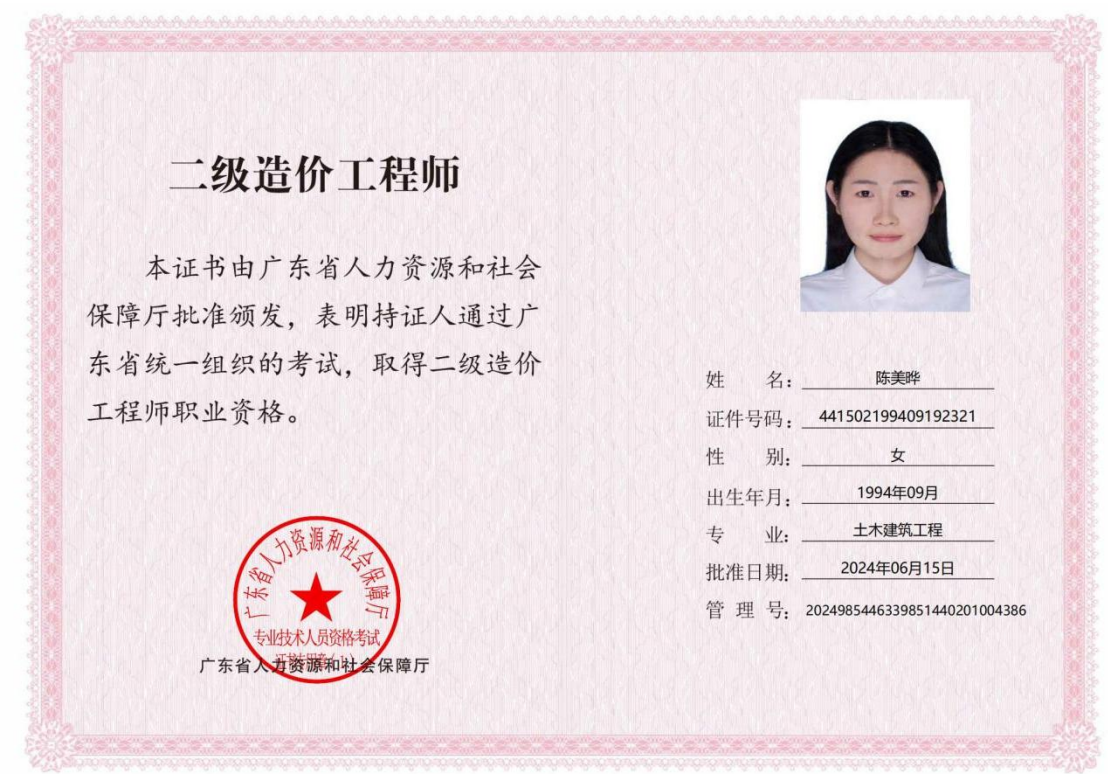 二级造价工程师
本证书由广东省人力资源和社会
保障厅批准颁发，表明持证人通过广
东省统一组织的考试，取得二级造价
工程师职业资格。
广东省人力资源和社会保障厅
专业技术人员资格考试
广东省人力资源和社会保障厅
姓 名：陈美晔
证件号码：441502199409192321
性 别：女
出生年月：1994年09月
专 业：土木建筑工程
批准日期：2024年06月15日
管 理 号：2024985446339851440201004386